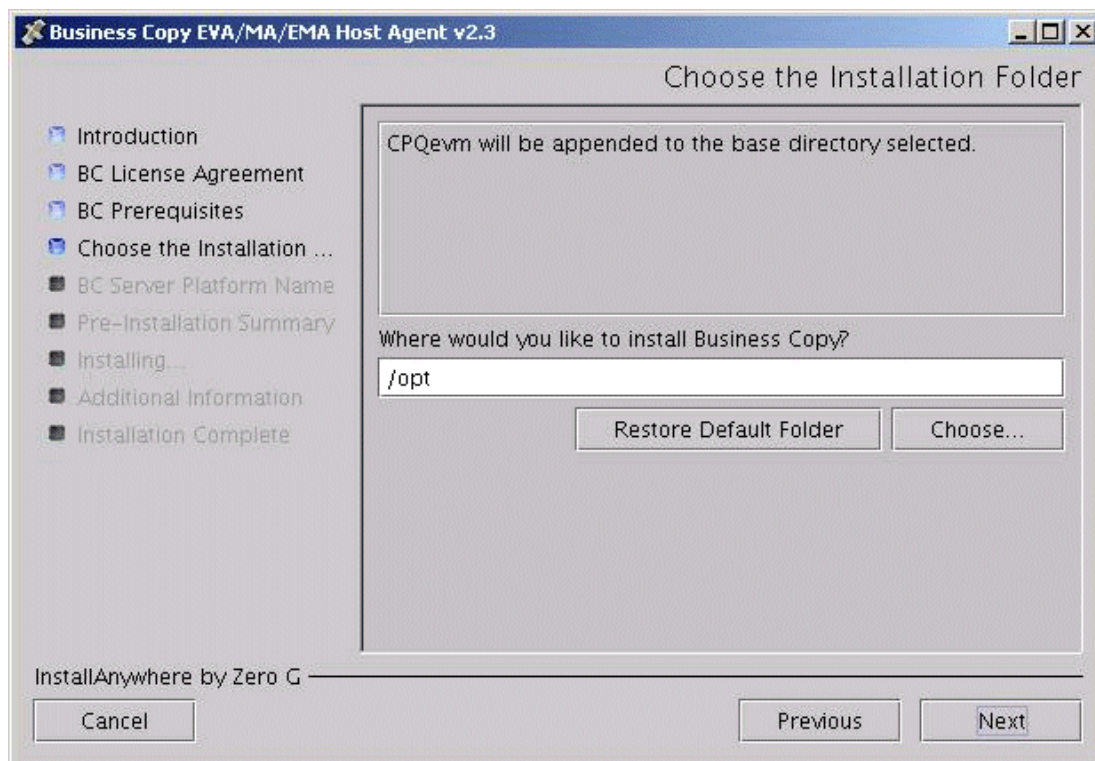 Business Copy EVA/MA/EMA Host Agent v2.3
Choose the Installation Folder
Introduction
BC License Agreement
BC Prerequisites
Choose the Installation ...
BC Server Platform Name
Pre-Installation Summary
Installing...
Additional Information
Installation Complete
CPQevm will be appended to the base directory selected.
Where would you like to install Business Copy?
/opt
Restore Default Folder
Choose...
InstallAnywhere by Zero G
Cancel
Previous
Next